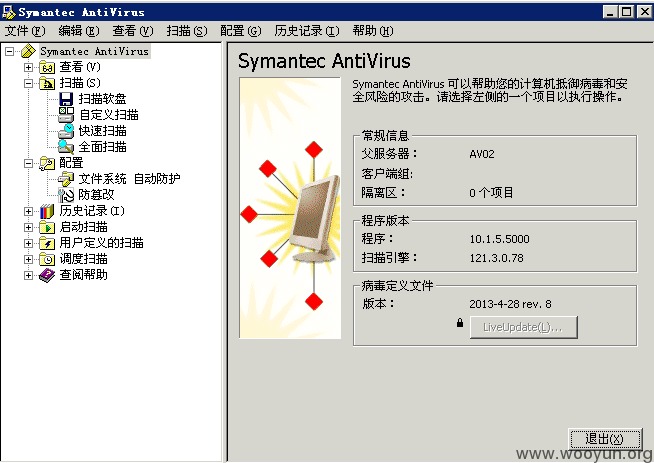 Symantec AntiVirus
文件(F) 编辑(E) 查看(V) 扫描(S) 配置(G) 历史记录(I) 帮助(H)
Symantec AntiVirus
查看(V)
扫描(S)
扫描软盘
自定义扫描
快速扫描
全面扫描
配置
文件系统 自动防护
防篡改
历史记录(I)
启动扫描
用户定义的扫描
调度扫描
查阅帮助
Symantec AntiVirus
Symantec AntiVirus 可以帮助您的计算机抵御病毒和安
全风险的攻击。请选择左侧的一个项目以执行操作。
常规信息
父服务器： AV02
客户端组:
隔离区： 0 个项目
程序版本
程序： 10.1.5.5000
扫描引擎： 121.3.0.78
病毒定义文件
版本： 2013-4-28 rev. 8
LiveUpdate(L)...
退出(X)
www.wooyun.org